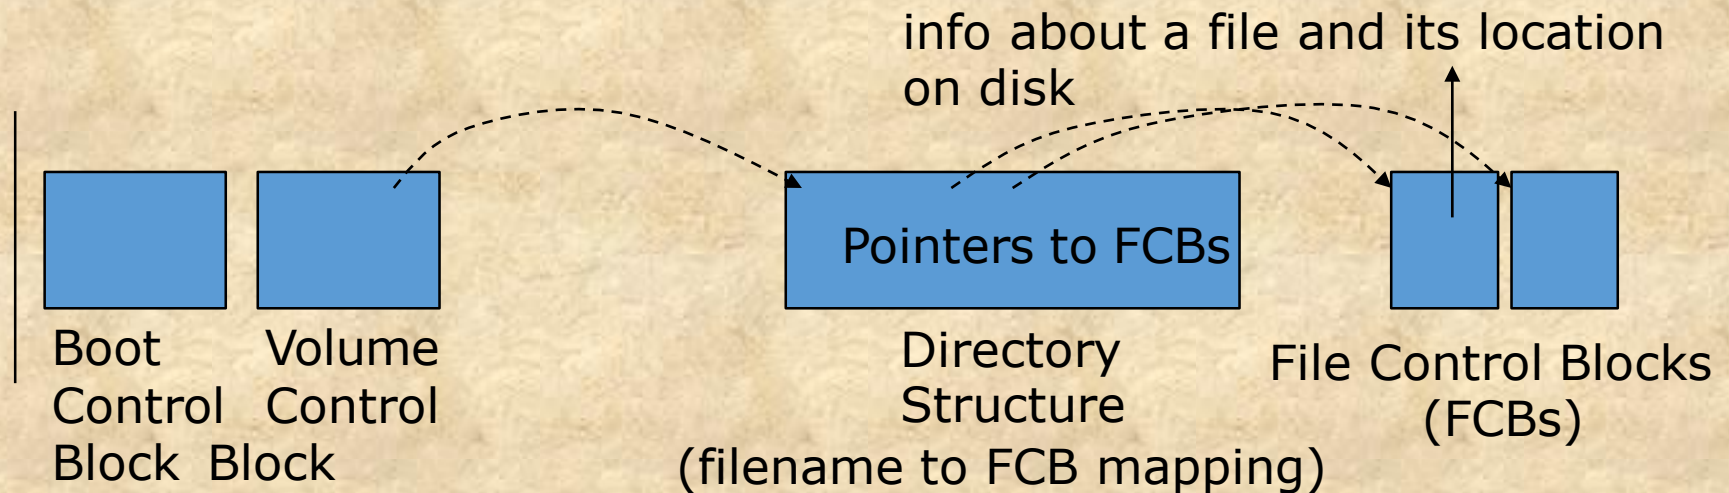 info about a file and its location
on disk
Pointers to FCBs
Boot
Control
Block
Volume
Control
Block
Directory
Structure
(filename to FCB mapping)
File Control Blocks
(FCBs)